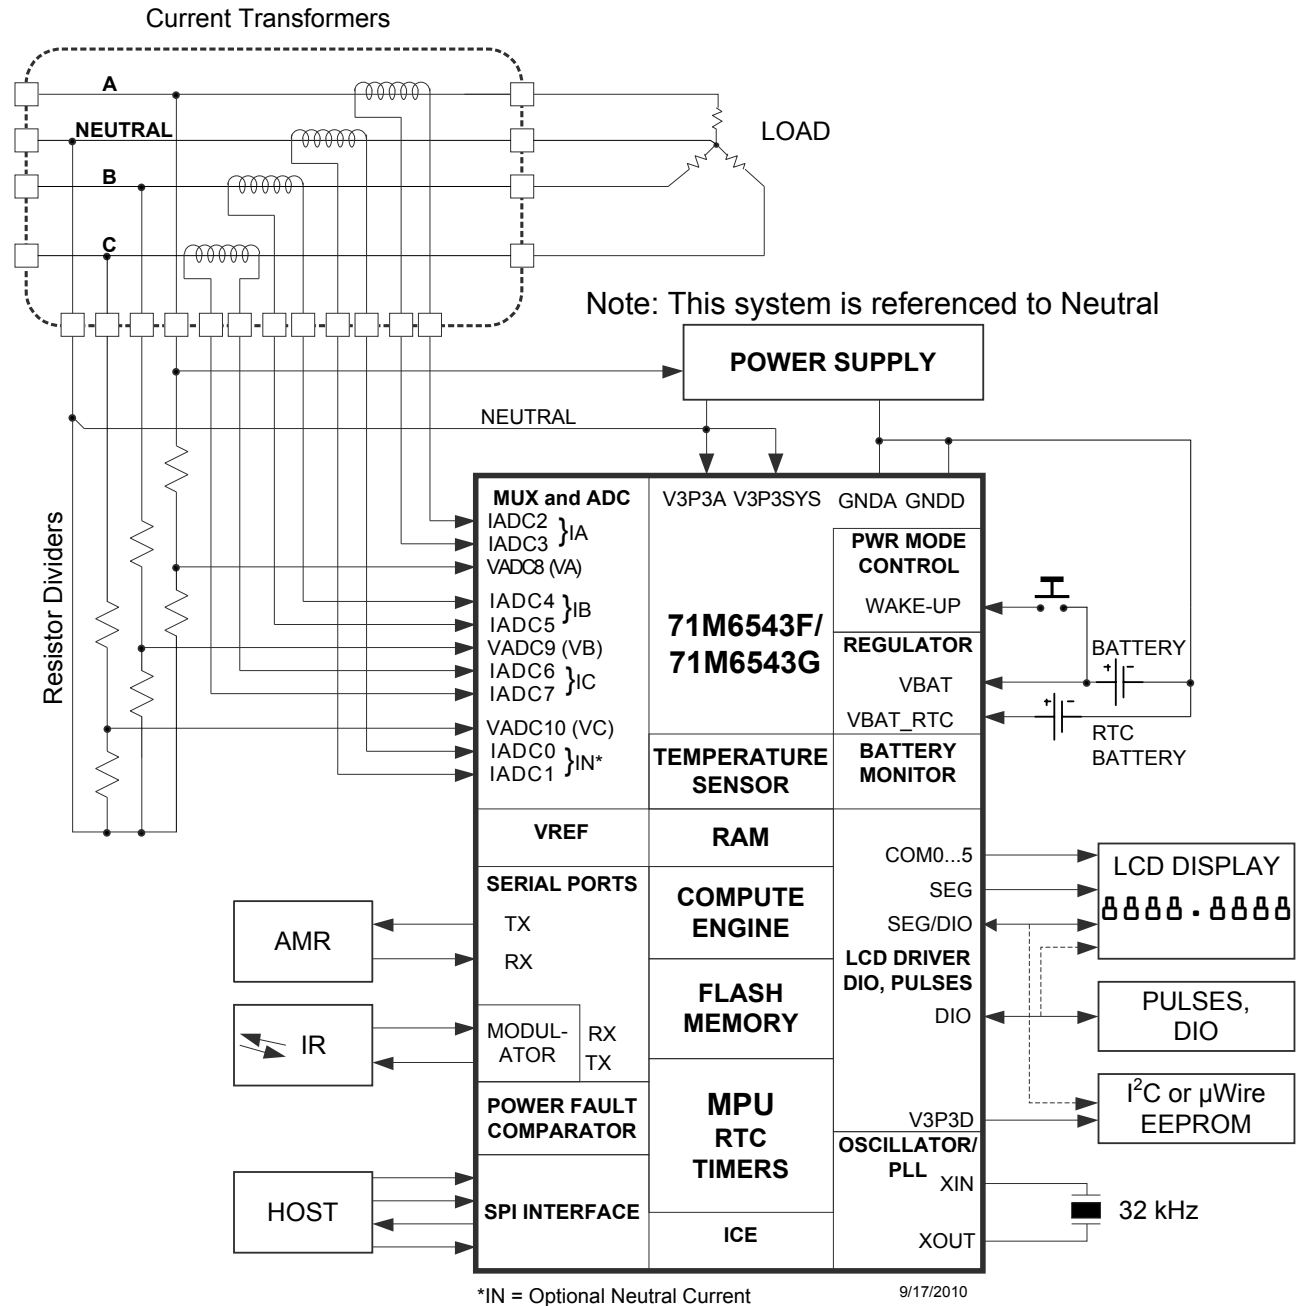 Current Transformers
A
NEUTRAL
B
C
LOAD
Note: This system is referenced to Neutral
POWER SUPPLY
NEUTRAL
Resistor Dividers
MUX and ADC
IADC2
IADC3
}IA
VADC8 (VA)
IADC4
IADC5
}IB
VADC9 (VB)
IADC6
IADC7
}IC
VADC10 (VC)
IADC0
IADC1
}IN*
V3P3A V3P3SYS
GNDA GNDD
71M6543F/
71M6543G
PWR MODE
CONTROL
WAKE-UP
REGULATOR
VBAT
VBAT_RTC
BATTERY
+ -
+ -
RTC
BATTERY
TEMPERATURE
SENSOR
BATTERY
MONITOR
VREF
RAM
SERIAL PORTS
TX
RX
COMPUTE
ENGINE
COM0...5
SEG
SEG/DIO
LCD DRIVER
DIO, PULSES
DIO
LCD DISPLAY
8888.8888
AMR
FLASH
MEMORY
PULSES,
DIO
IR
MODUL-
ATOR
RX
TX
I²C or µWire
EEPROM
POWER FAULT
COMPARATOR
MPU
RTC
TIMERS
V3P3D
OSCILLATOR/
PLL
XIN
XOUT
32 kHz
HOST
SPI INTERFACE
ICE
*IN = Optional Neutral Current
9/17/2010